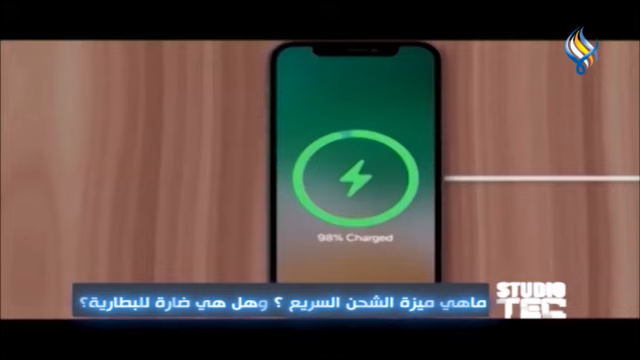 98% Charged
ماهي ميزة الشحن السريع ؟ وهل هي ضارة للبطارية؟
STUDIO
TEC